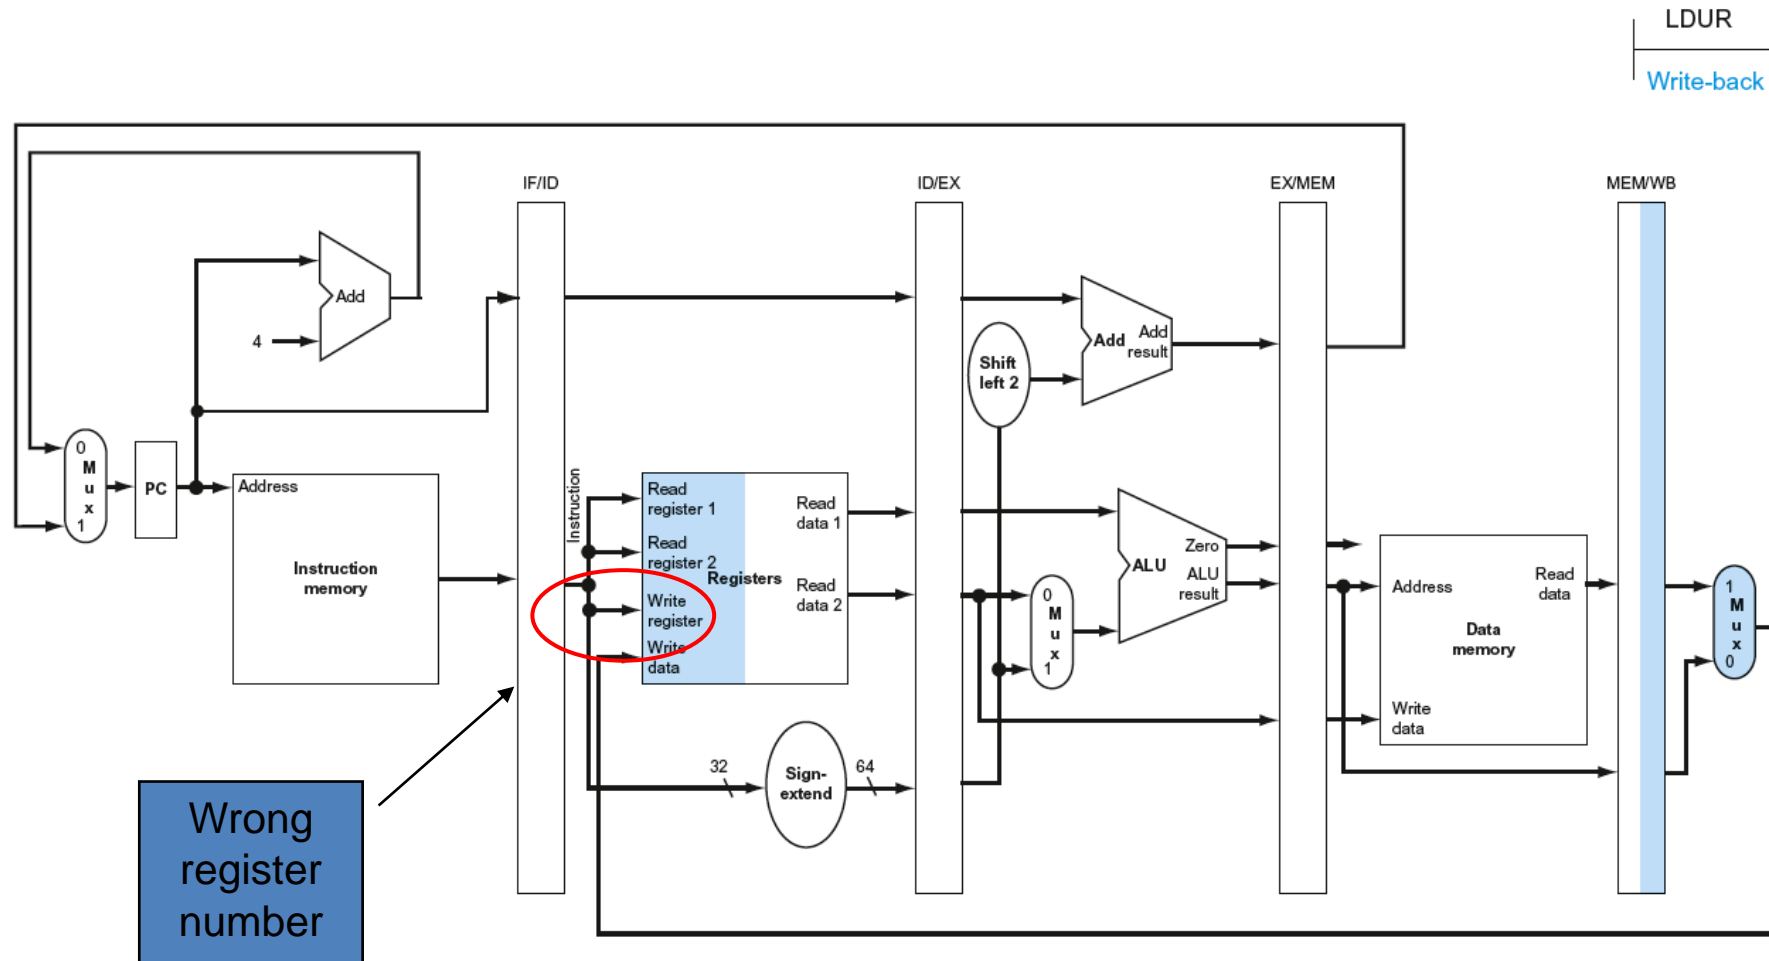 LDUR
Write-back
IF/ID
ID/EX
EX/MEM
MEM/WB
Add
4
Shift
left 2
Add
Add
result
0
M
u
x
1
PC
Address
Instruction
memory
Instruction
Read
register 1
Read
register 2
Registers
Write
register
Write
data
Read
data 1
Read
data 2
0
M
u
x
1
Zero
ALU
ALU
result
Address
Read
data
Data
memory
Write
data
1
M
u
x
0
32
Sign-
extend
64
Wrong
register
number